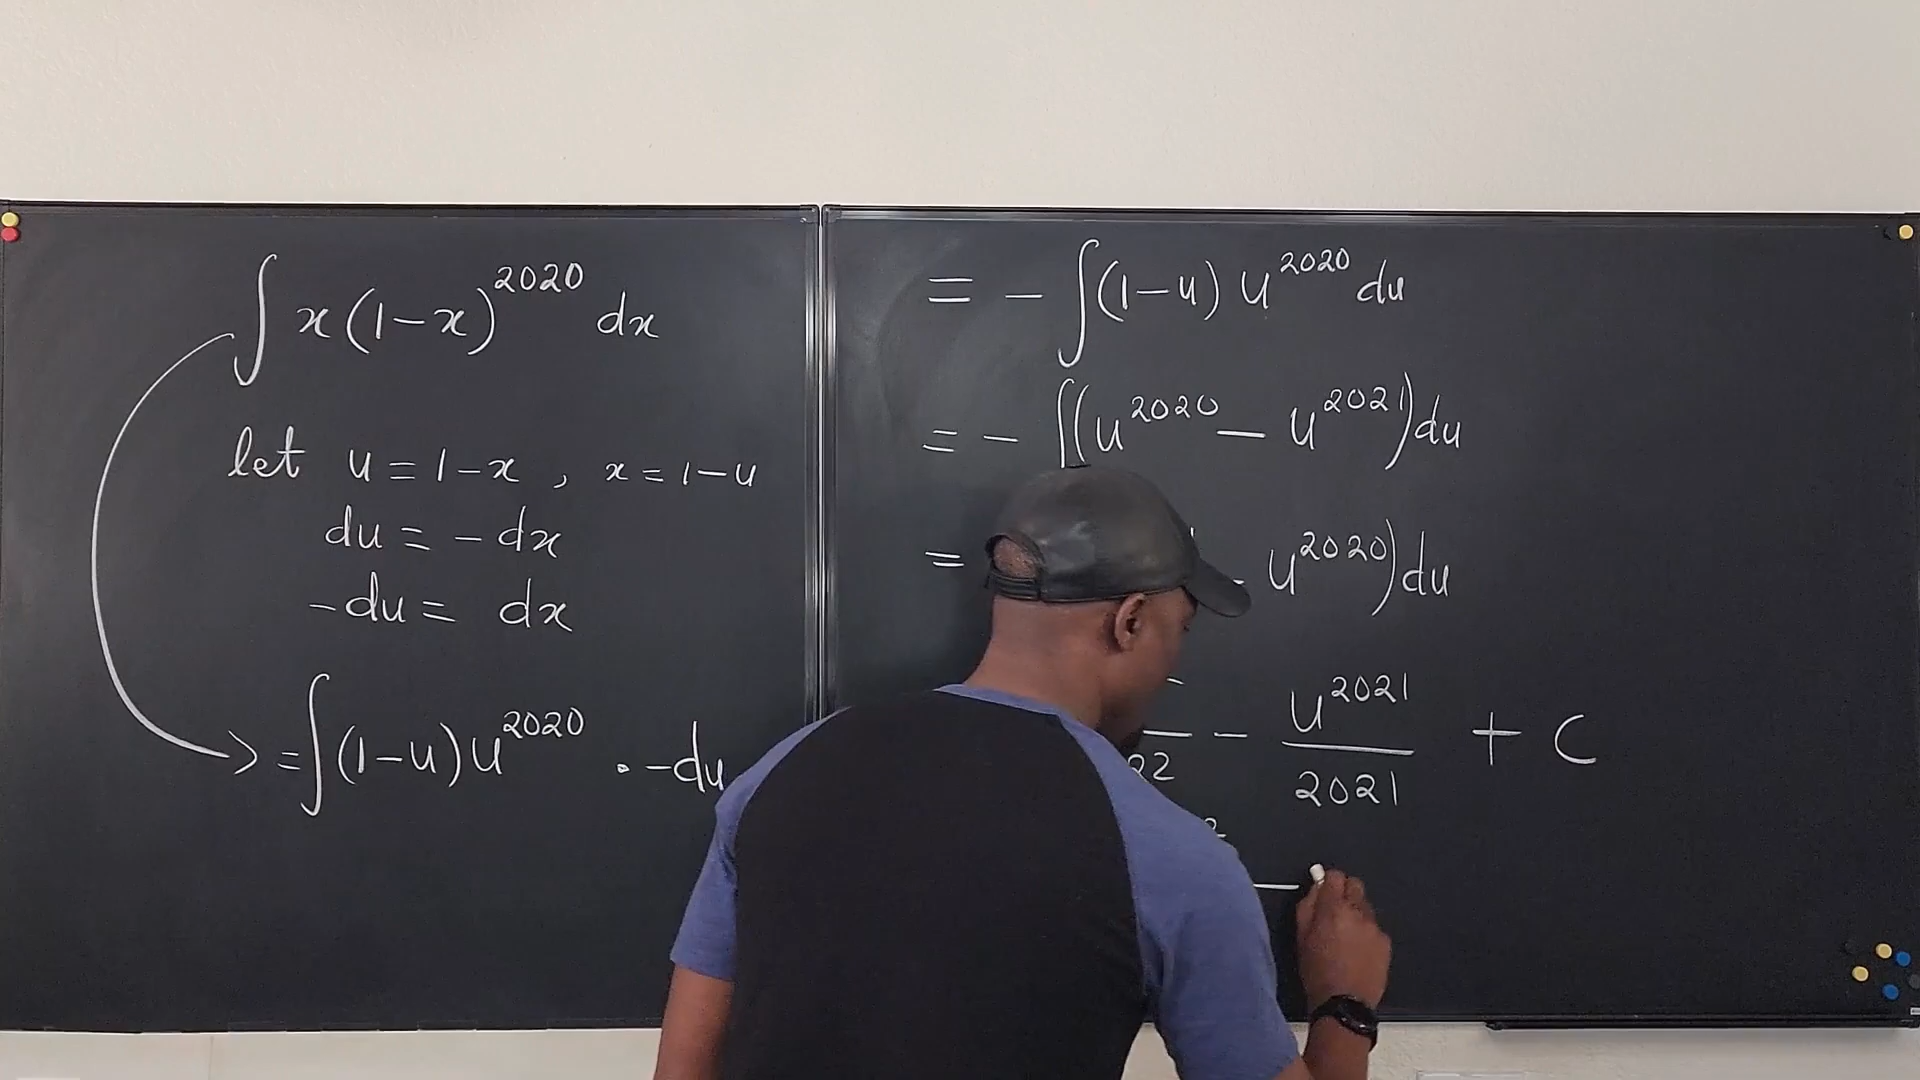 ∫ x(1-x)^2020 dx
let u = 1-x , x = 1-u
du = - dx
-du = dx
= ∫(1-u)u^2020 · -du
= - ∫(1-u) u^2020 du
= - ∫(u^2020 - u^2021)du
= - u^2020)du
22 - u^2021/2021 + C